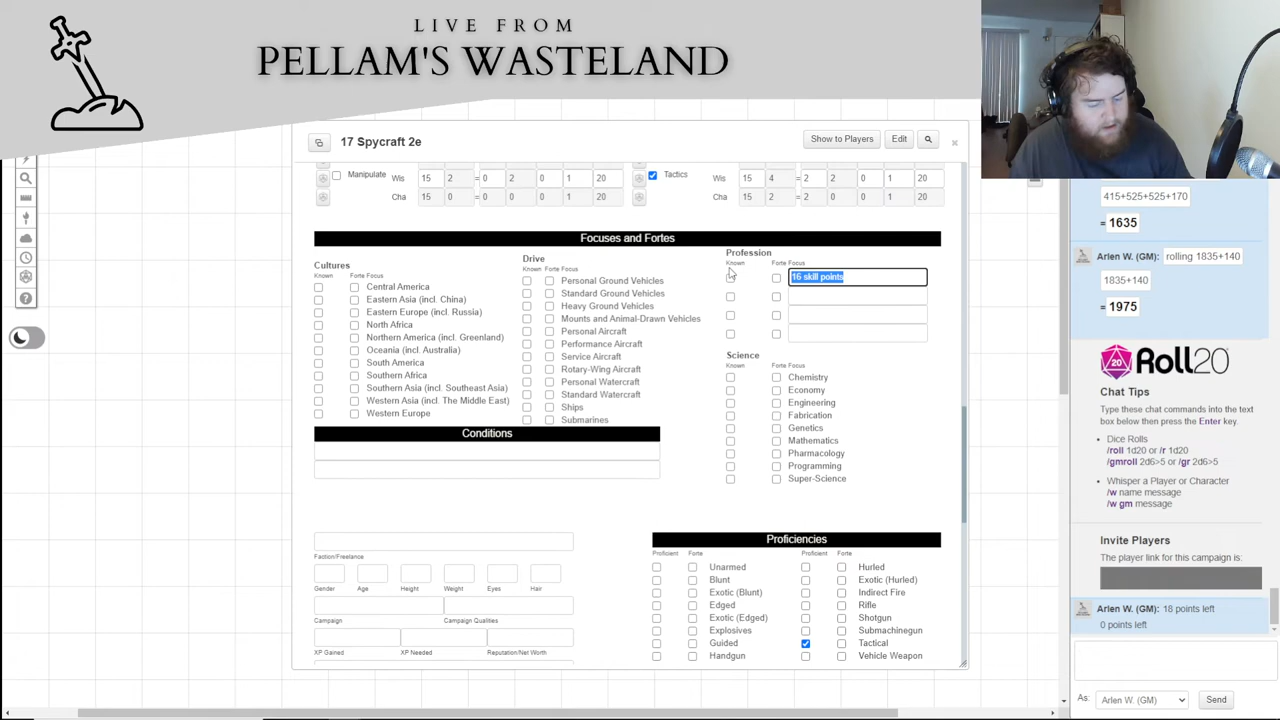 LIVE FROM
PELLAM'S WASTELAND
17 Spycraft 2e
Show to Players
Edit
Manipulate
Wis 15 2 = 0 2 0 1 20
Tactics
Wis 15 4 = 2 2 0 1 20
Cha 15 0 = 0 0 0 1 20
Cha 15 2 = 2 0 0 1 20
Focuses and Fortes
Cultures
Known Forte Focus
Central America
Eastern Asia (incl. China)
Eastern Europe (incl. Russia)
North Africa
Northern America (incl. Greenland)
Oceania (incl. Australia)
South America
Southern Africa
Southern Asia (incl. Southeast Asia)
Western Asia (incl. The Middle East)
Western Europe
Drive
Known Forte Focus
Personal Ground Vehicles
Standard Ground Vehicles
Heavy Ground Vehicles
Mounts and Animal-Drawn Vehicles
Personal Aircraft
Performance Aircraft
Service Aircraft
Rotary-Wing Aircraft
Personal Watercraft
Standard Watercraft
Ships
Submarines
Profession
Known Forte Focus
16 skill points
Science
Known Forte Focus
Chemistry
Economy
Engineering
Fabrication
Genetics
Mathematics
Pharmacology
Programming
Super-Science
Conditions
Faction/Freelance
Gender Age Height Weight Eyes Hair
Campaign Campaign Qualities
XP Gained XP Needed Reputation/Net Worth
Proficiencies
Proficient Forte Proficient Forte
Unarmed Hurled
Blunt Exotic (Hurled)
Exotic (Blunt) Indirect Fire
Edged Rifle
Exotic (Edged) Shotgun
Explosives Submachinegun
Guided Tactical
Handgun Vehicle Weapon
415+525+525+170
= 1635
Arlen W. (GM): rolling 1835+140
1835+140
= 1975
20
Roll20
Chat Tips
Type these chat commands into the text
box below then press the Enter key.
• Dice Rolls
/roll 1d20 or /r 1d20
/gmroll 2d6>5 or /gr 2d6>5
• Whisper a Player or Character
/w name message
/w gm message
Invite Players
The player link for this campaign is:
Arlen W. (GM): 18 points left
0 points left
As: Arlen W. (GM)
Send